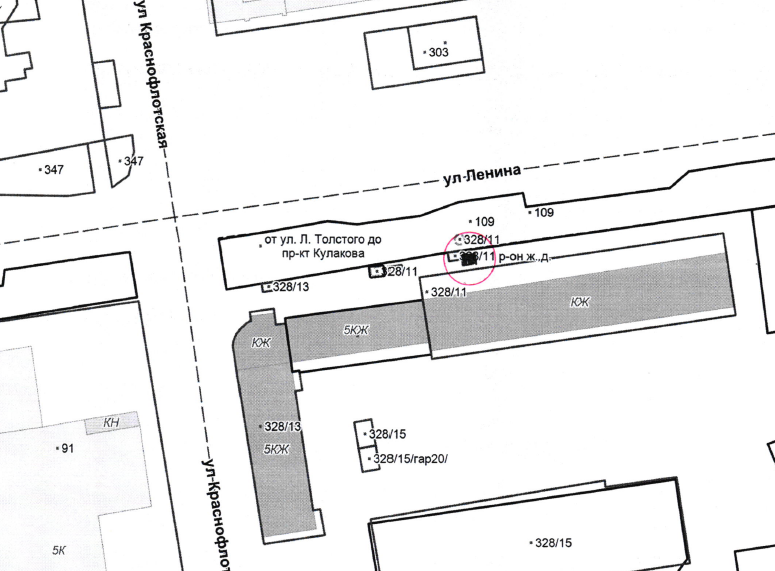 ул Краснофлотская
303
347
347
ул Ленина
109
109
328/11
от ул. Л. Толстого до
пр-кт Кулакова
328/11
р-он ж..д.
328/11
328/13
328/11
КЖ
5КЖ
КЖ
КН
328/13
328/15
91
5КЖ
328/15/гар20/
ул-Краснофлот
5К
328/15